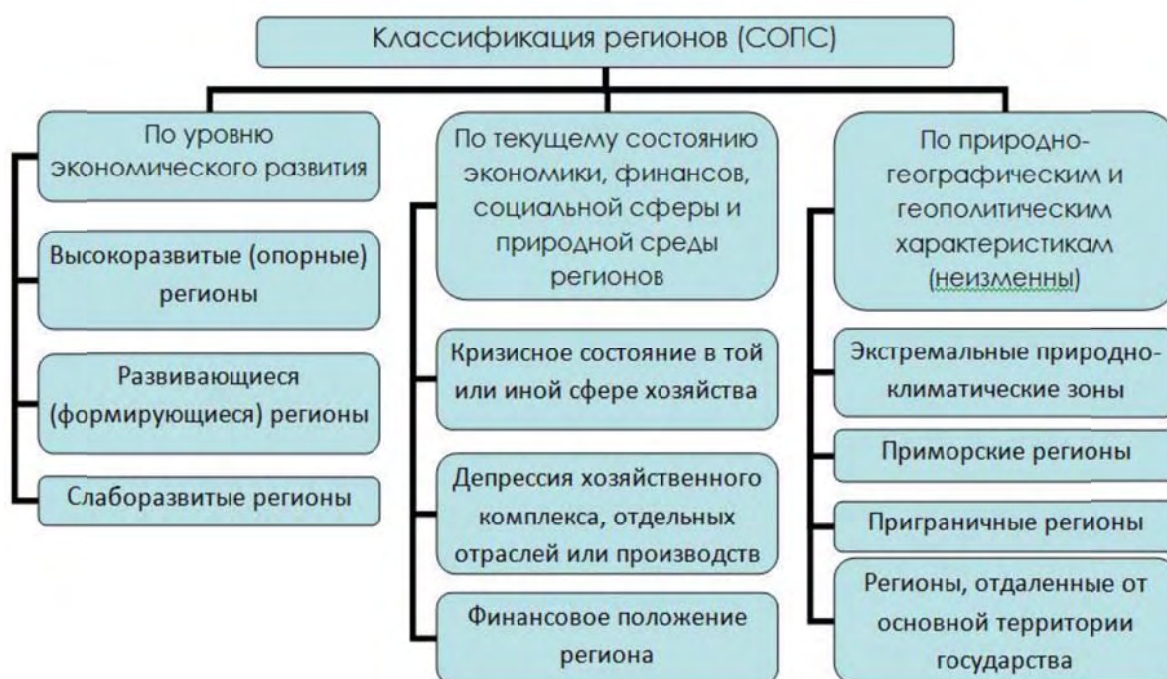 Классификация регионов (СОПС)
По уровню
экономического развития
Высокоразвитые (опорные)
регионы
Развивающиеся
(формирующиеся) регионы
Слаборазвитые регионы
По текущему состоянию
экономики, финансов,
социальной сферы и
природной среды
регионов
Кризисное состояние в той
или иной сфере хозяйства
Депрессия хозяйственного
комплекса, отдельных
отраслей или производств
Финансовое положение
региона
По природно-
географическим и
геополитическим
характеристикам
(неизменны)
Экстремальные природно-
климатические зоны
Приморские регионы
Приграничные регионы
Регионы, отдаленные от
основной территории
государства